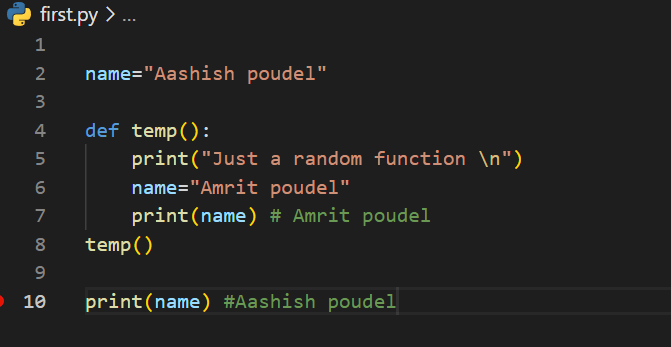 first.py > ...
1
2 name="Aashish poudel"
3
4 def temp():
5     print("Just a random function \n")
6     name="Amrit poudel"
7     print(name) # Amrit poudel
8 temp()
9
10 print(name) #Aashish poudel